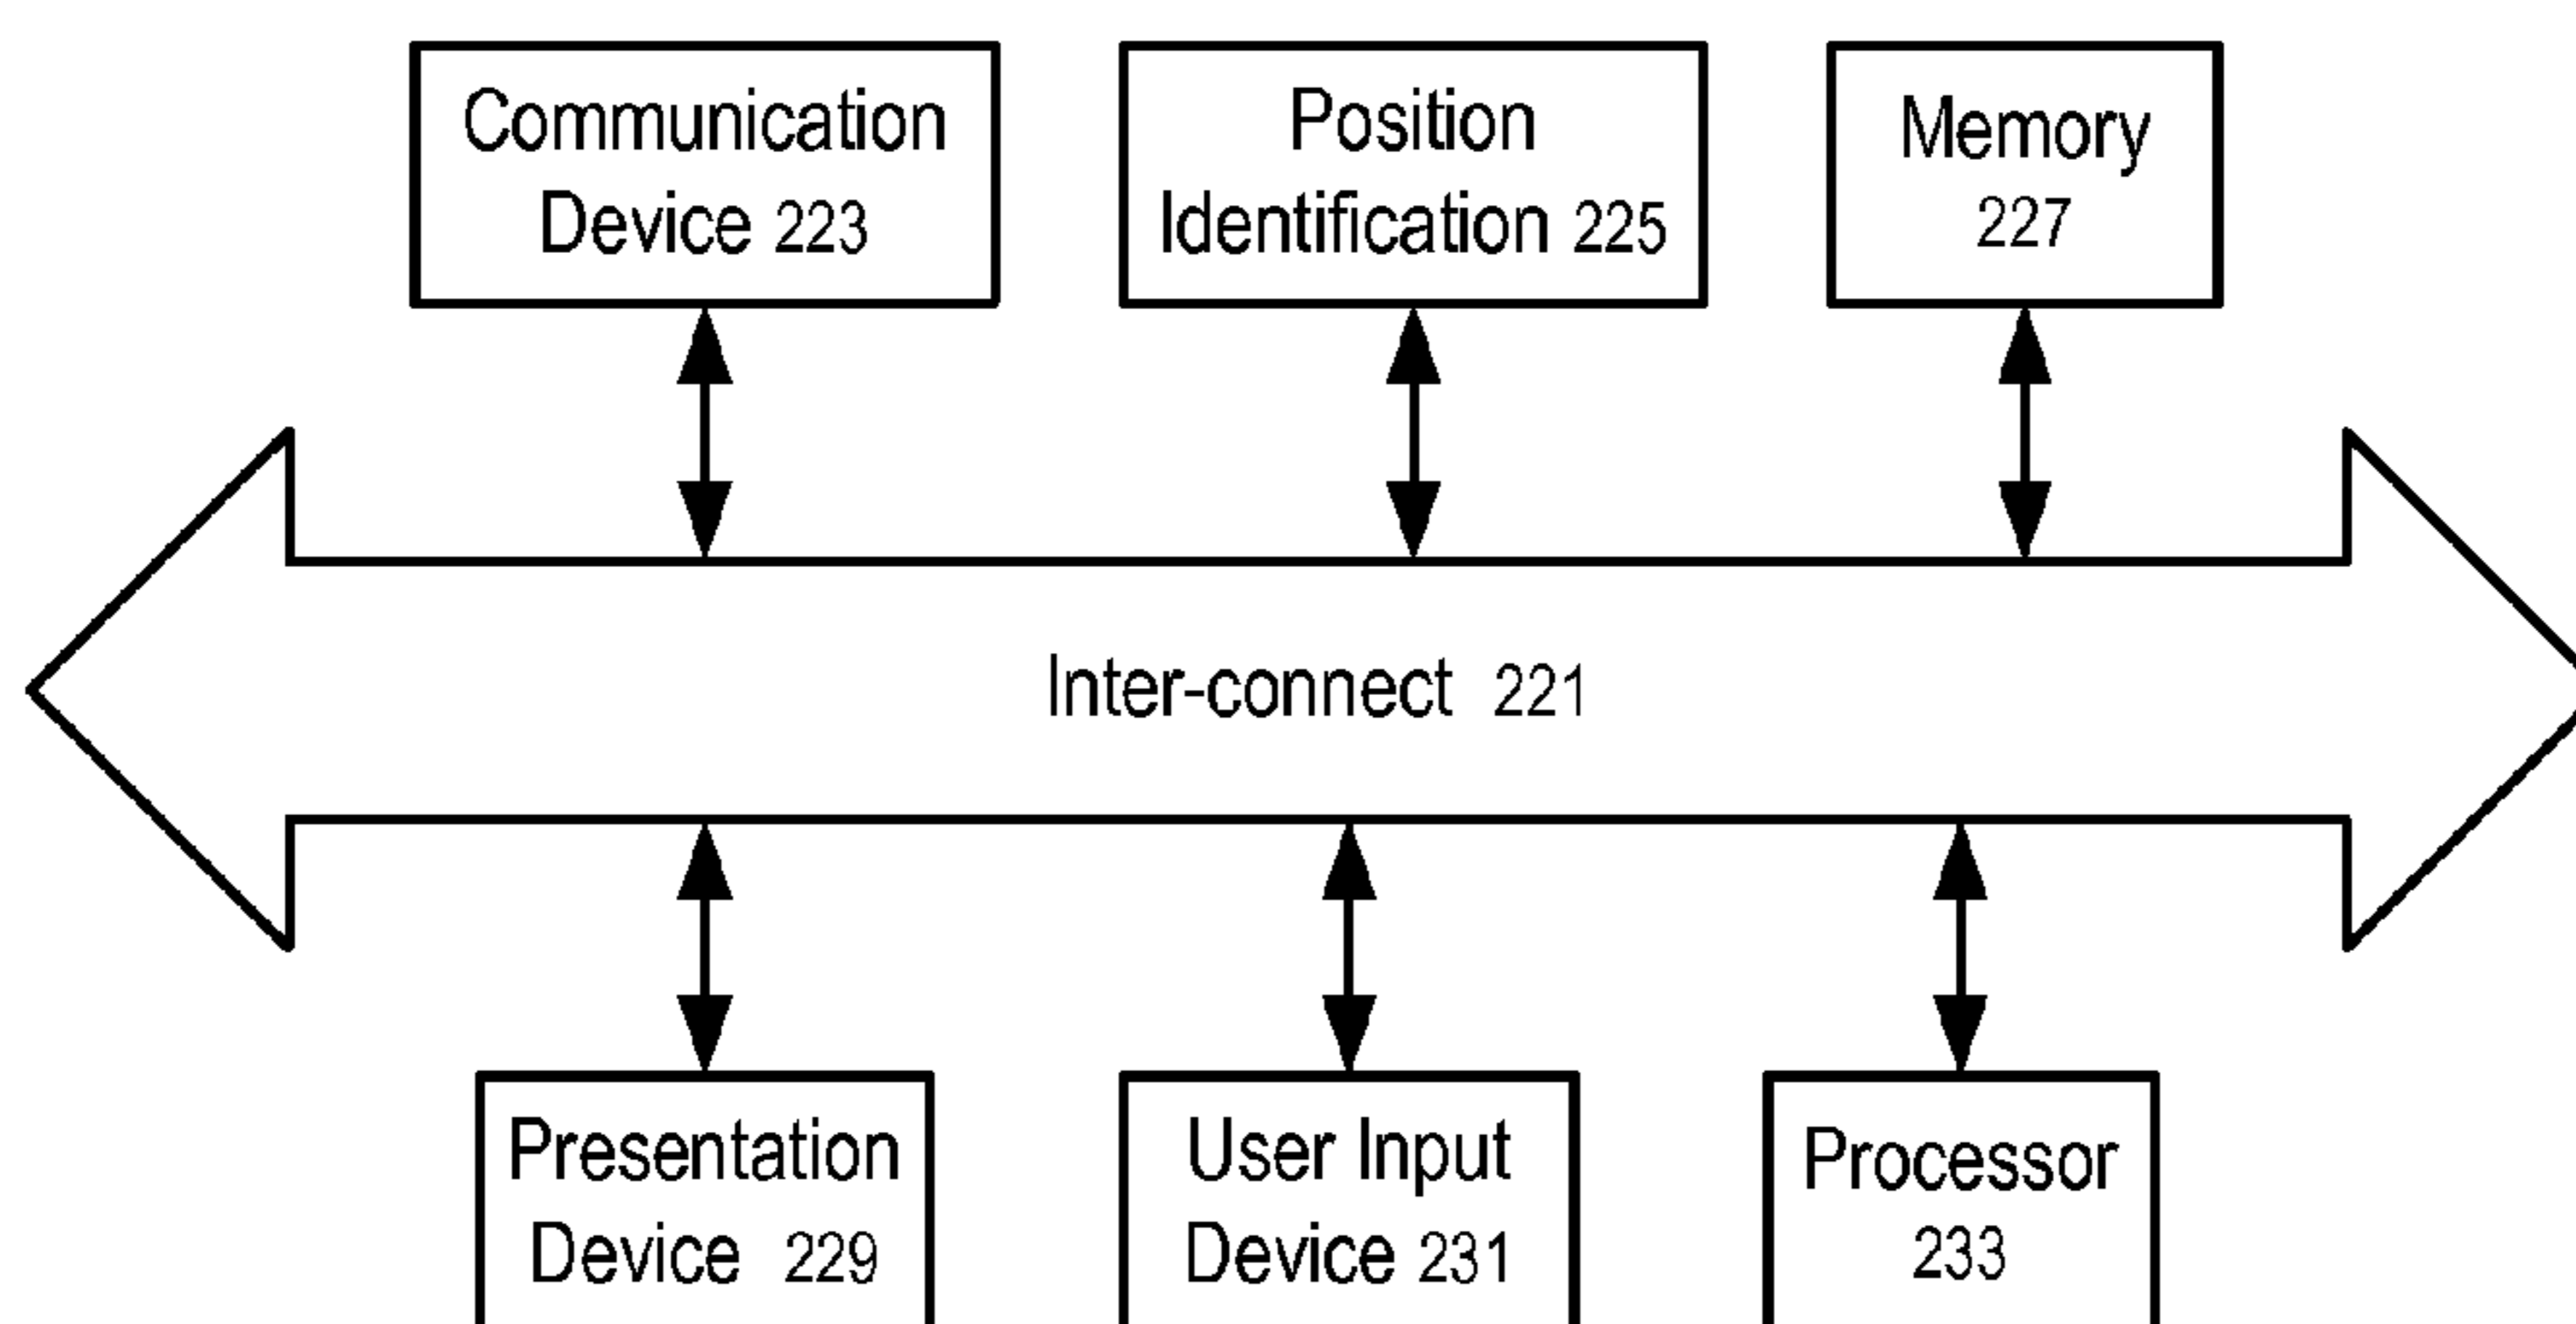 Communication
Device 223
Position
Identification 225
Memory
227
Inter-connect 221
Presentation
Device 229
User Input
Device 231
Processor
233